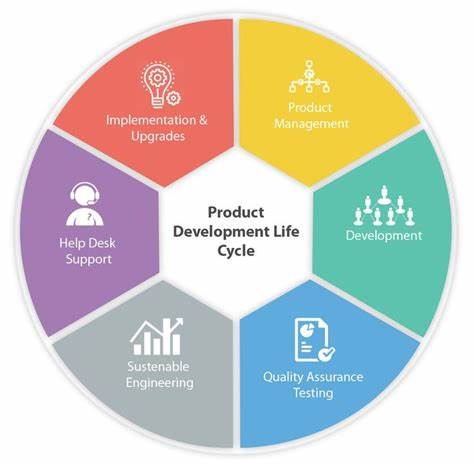 Implementation &
Upgrades
Product
Management
Help Desk
Support
Product
Development Life
Cycle
Development
Sustenable
Engineering
Quality Assurance
Testing
?